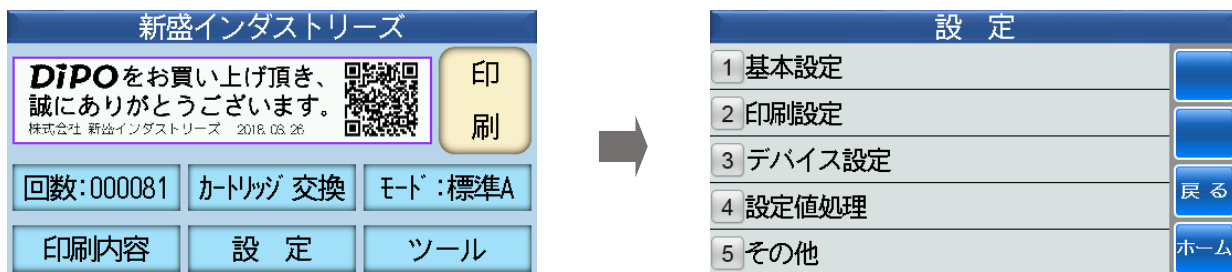 新盛インダストリーズ
DiPOをお買い上げ頂き、
誠にありがとうございます。
株式会社 新盛インダストリーズ 2018.03.26
印刷
回数:000081
ｶｰﾄﾘｯｼﾞ 交換
ﾓｰﾄﾞ:標準A
印刷内容
設 定
ツール
設 定
1 基本設定
2 印刷設定
3 デバイス設定
4 設定値処理
5 その他
戻 る
ホーム